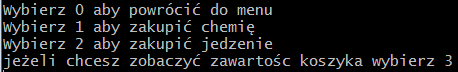 Wybierz 0 aby powrócić do menu
Wybierz 1 aby zakupić chemię
Wybierz 2 aby zakupić jedzenie
jeżeli chcesz zobaczyć zawartośc koszyka wybierz 3